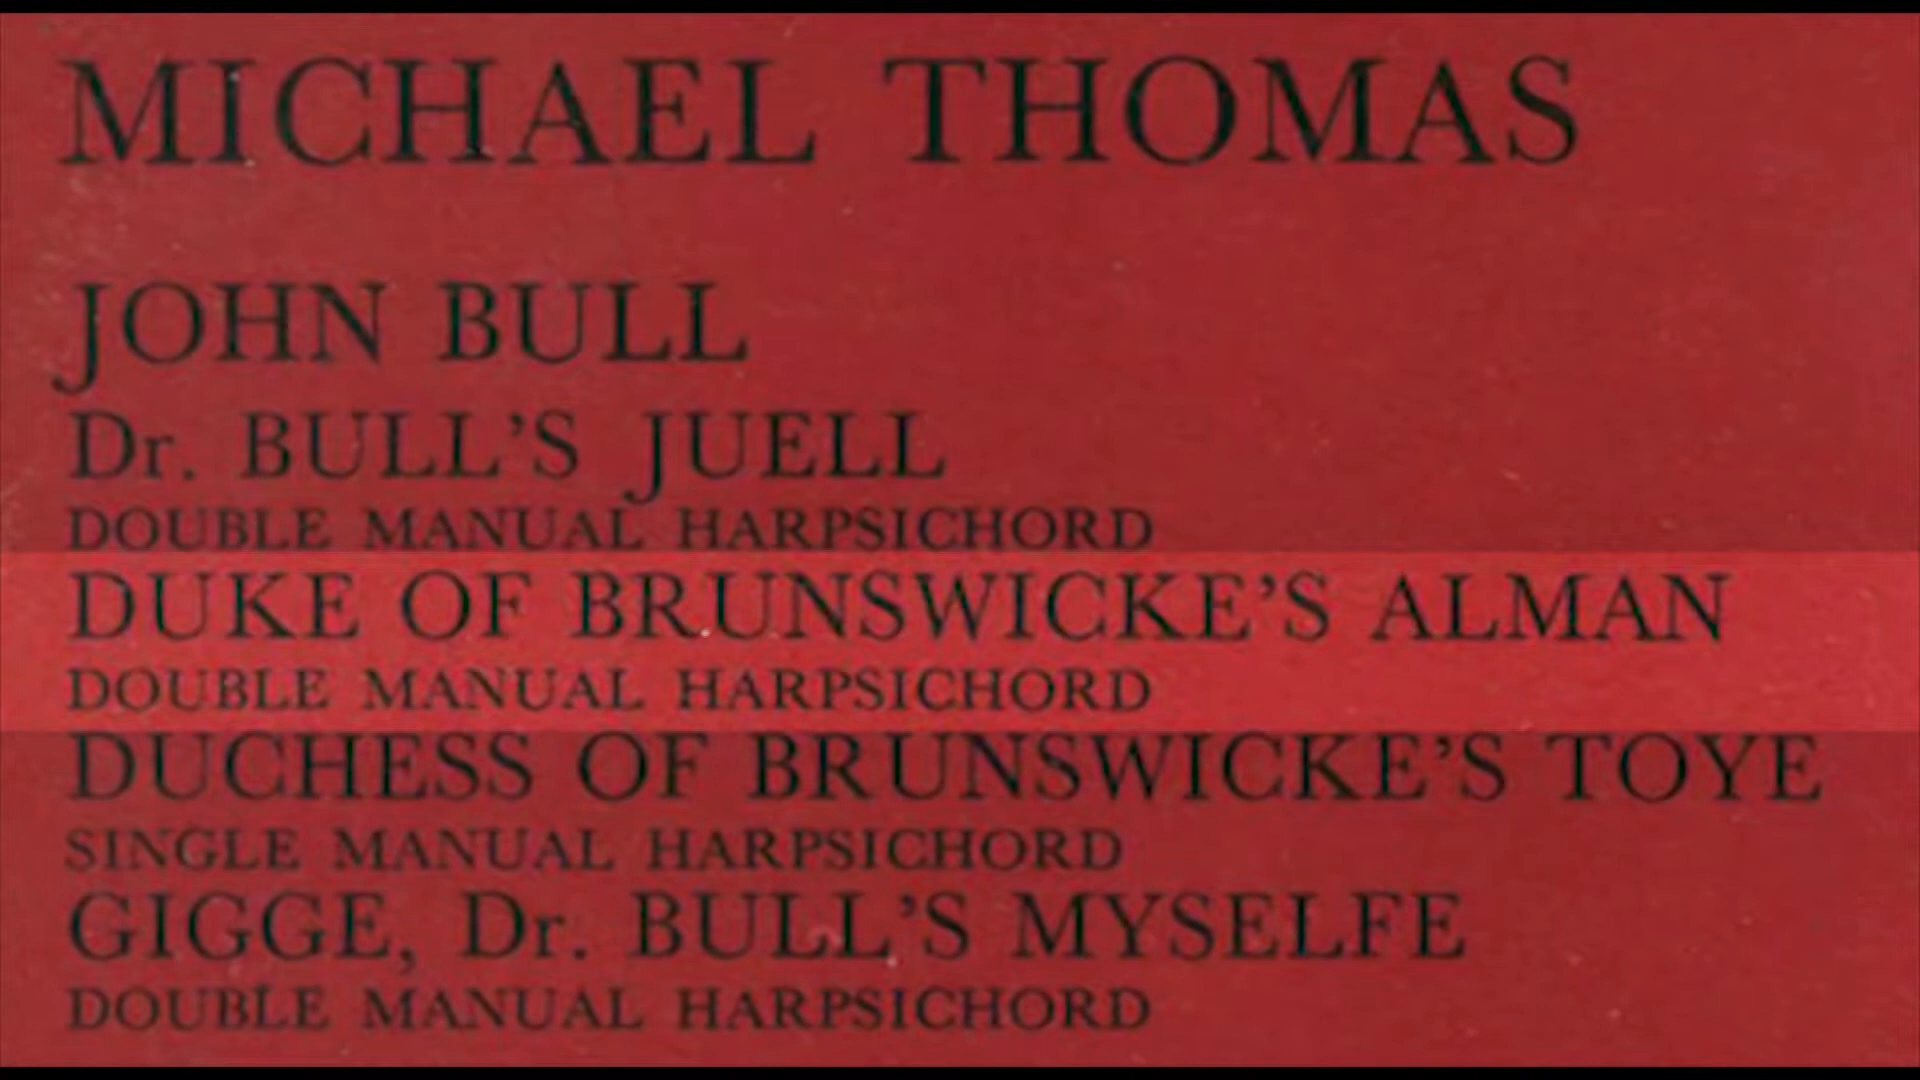 MICHAEL THOMAS
JOHN BULL
Dr. BULL'S JUELL
DOUBLE MANUAL HARPSICHORD
DUKE OF BRUNSWICKE'S ALMAN
DOUBLE MANUAL HARPSICHORD
DUCHESS OF BRUNSWICKE'S TOYE
SINGLE MANUAL HARPSICHORD
GIGGE, Dr. BULL'S MYSELFE
DOUBLE MANUAL HARPSICHORD